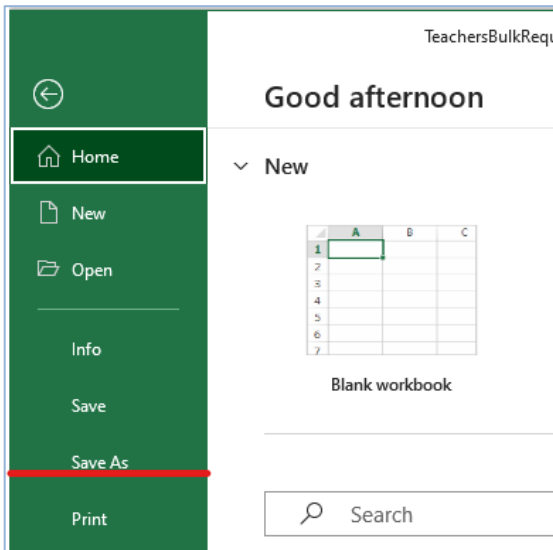 TeachersBulkRequ
Good afternoon
Home
New
New
A B C
1
2
3
4
5
6
7
Open
Info
Blank workbook
Save
Save As
Search
Print